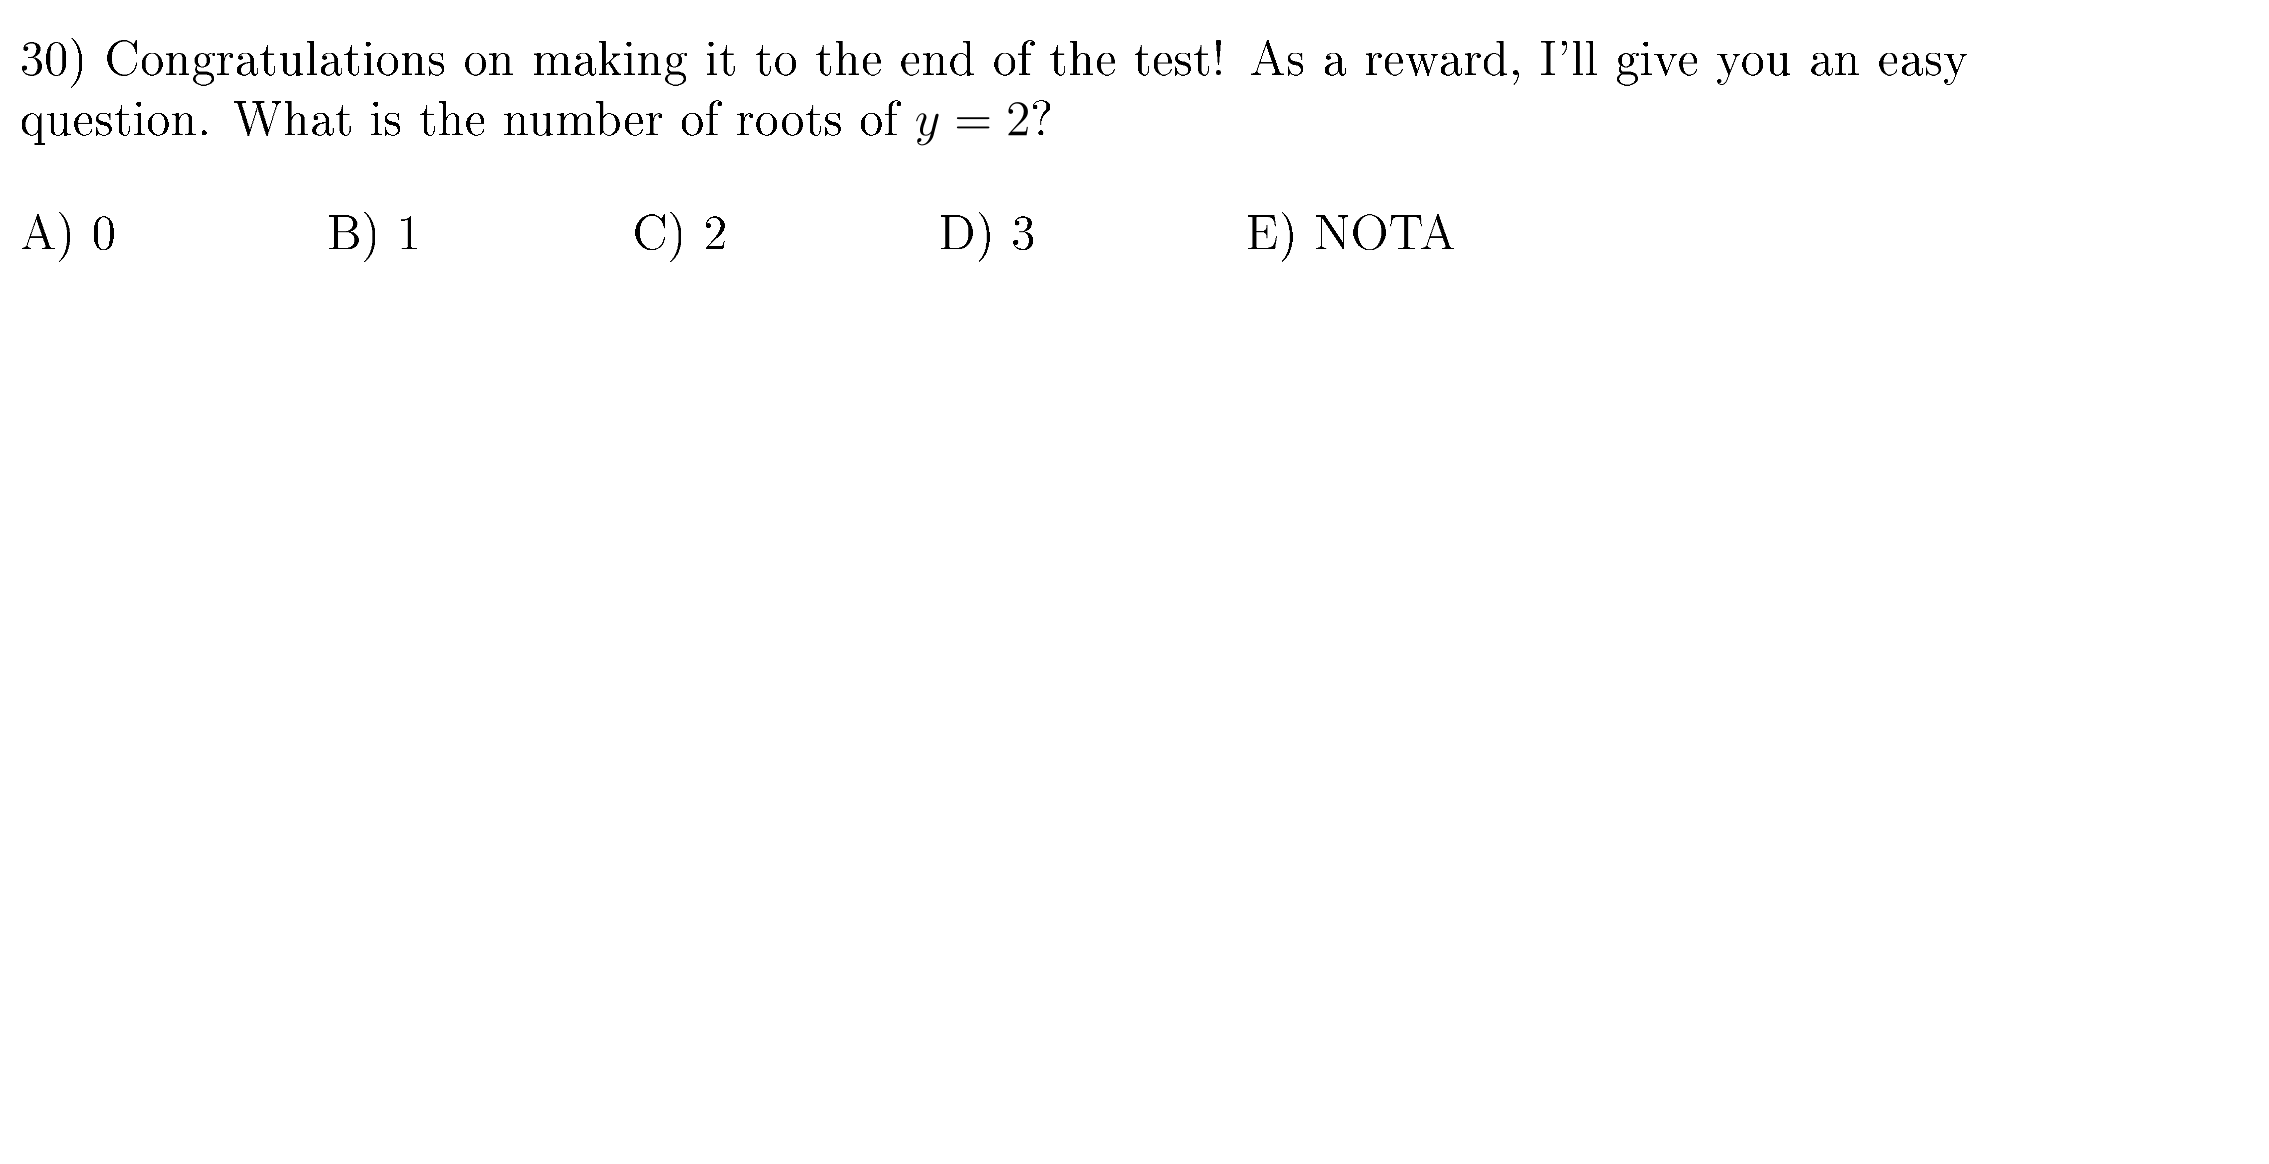 30) Congratulations on making it to the end of the test! As a reward, I'll give you an easy
question. What is the number of roots of y = 2?
A) 0 B) 1 C) 2 D) 3 E) NOTA